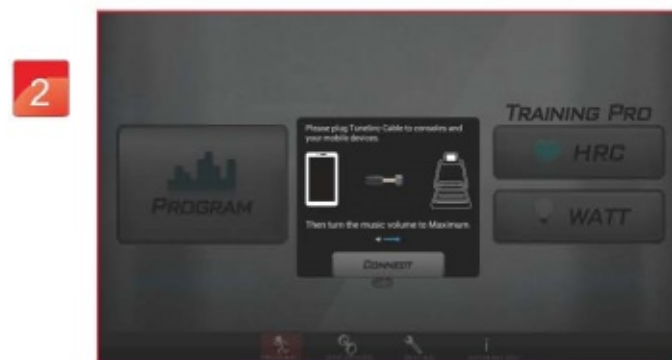 2
TRAINING PRO
Please plug Tunelinq Cable to consoles and
your mobile devices.
HRC
PROGRAM
Then turn the music volume to Maximum
WATT
CONNECT